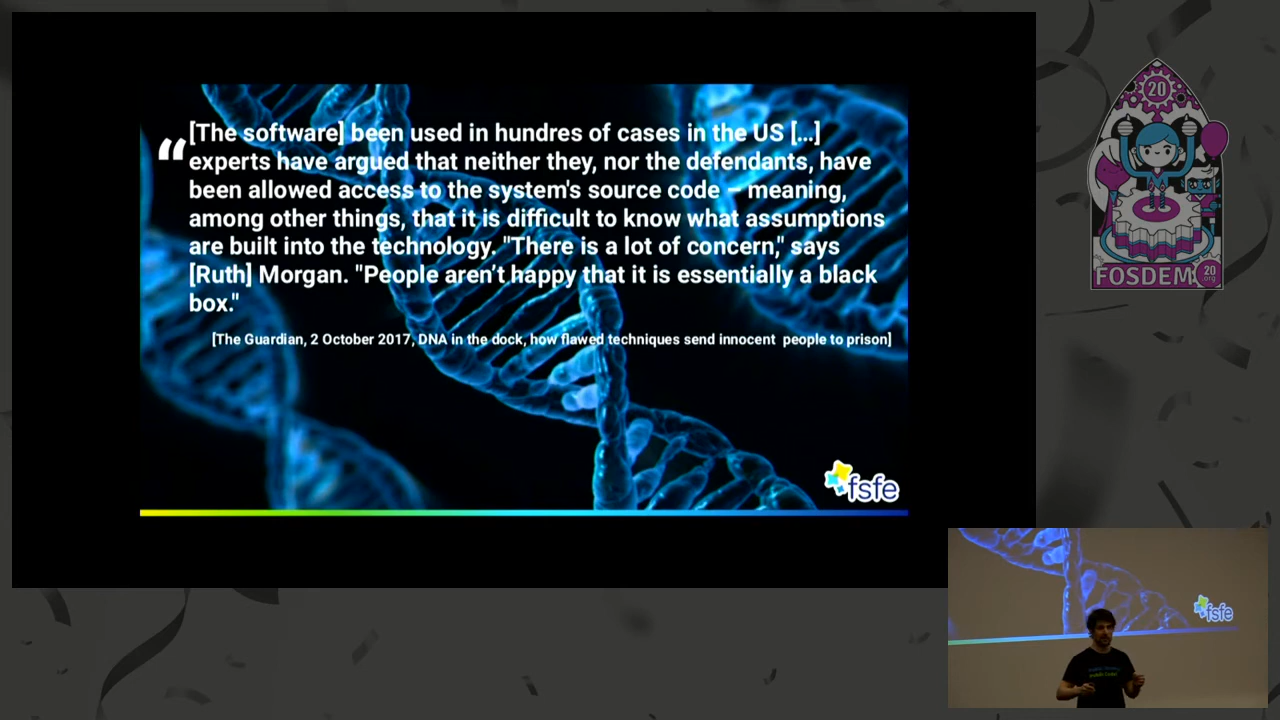 “[The software] been used in hundres of cases in the US [...]
experts have argued that neither they, nor the defendants, have
been allowed access to the system's source code – meaning,
among other things, that it is difficult to know what assumptions
are built into the technology. "There is a lot of concern," says
[Ruth] Morgan. "People aren’t happy that it is essentially a black
box."
[The Guardian, 2 October 2017, DNA in the dock, how flawed techniques send innocent people to prison]
fsfe
20
FOSDEM
20
org
fsfe